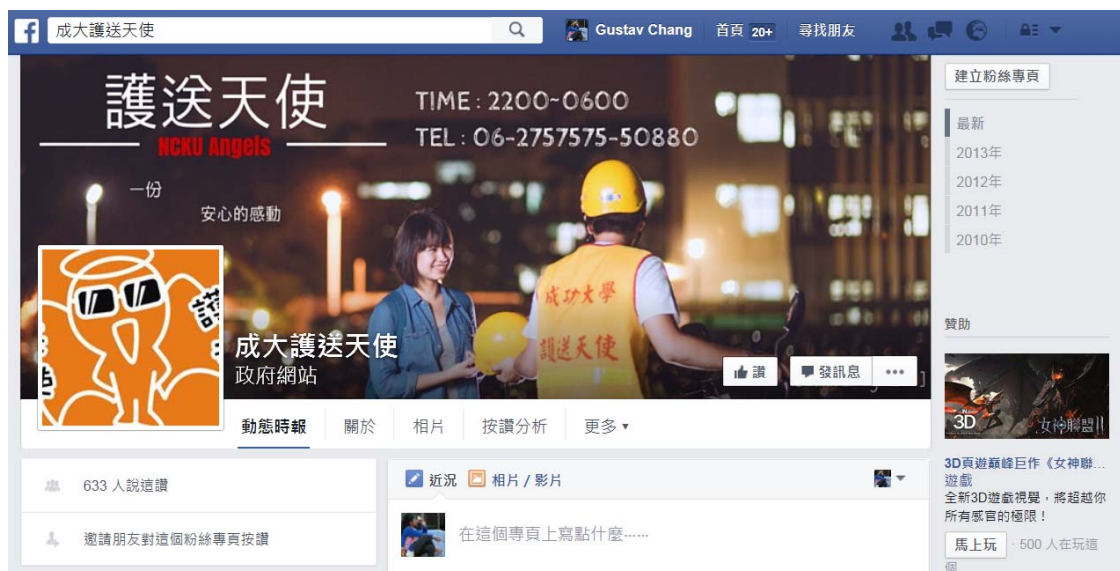 成大護送天使
Gustav Chang 首頁 20+ 尋找朋友
護送天使
NCKU Angels
TIME : 2200~0600
TEL : 06-2757575-50880
一份
安心的感動
成功大學
護送天使
成大護送天使
政府網站
讚 發訊息
動態時報 關於 相片 按讚分析 更多
633 人說這讚
邀請朋友對這個粉絲專頁按讚
近況 相片 / 影片
在這個專頁上寫點什麼......
建立粉絲專頁
最新
2013年
2012年
2011年
2010年
贊助
3D
女神聯盟II
3D頁遊巔峰巨作《女神聯...
遊戲
全新3D遊戲視覺，將超越你
所有感官的極限！
馬上玩 · 500 人在玩這
個